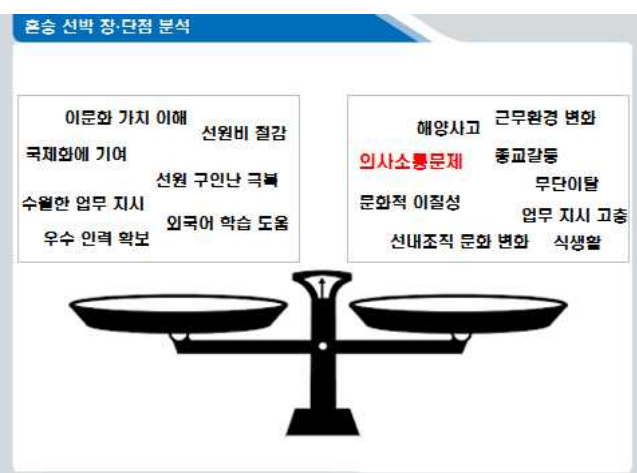 혼승 선박 장·단점 분석
이문화 가치 이해
선원비 절감
국제화에 기여
선원 구인난 극복
수월한 업무 지시
외국어 학습 도움
우수 인력 확보
해양사고
근무환경 변화
의사소통문제
종교갈등
무단이탈
문화적 이질성
업무 지시 고충
선내조직 문화 변화
식생활